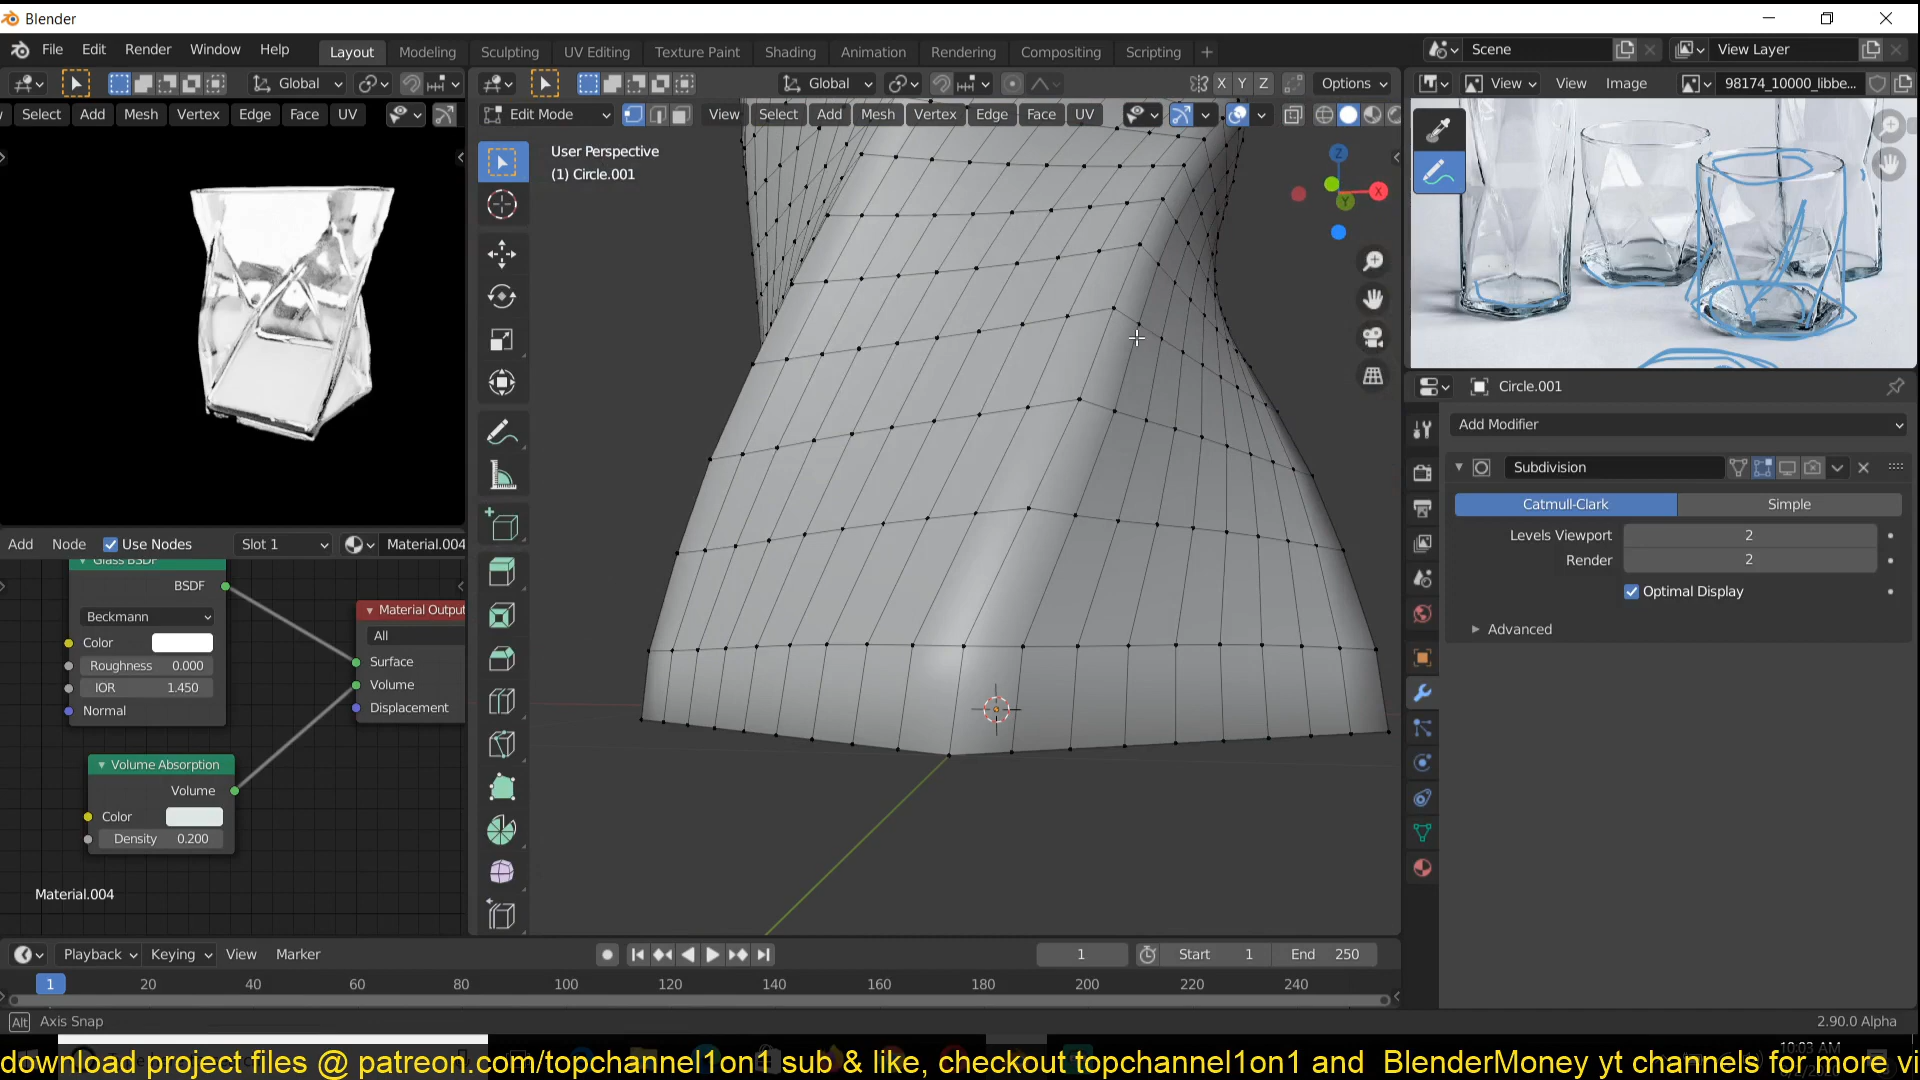 Blender
File Edit Render Window Help
Layout Modeling Sculpting UV Editing Texture Paint Shading Animation Rendering Compositing Scripting +
Scene View Layer
Global Global X Y Z Options View View Image 98174_10000_libbe...
Select Add Mesh Vertex Edge Face UV
Edit Mode View Select Add Mesh Vertex Edge Face UV
User Perspective
(1) Circle.001
Z
X
Y
Circle.001
Add Modifier
Subdivision
Catmull-Clark Simple
Levels Viewport 2
Render 2
Optimal Display
Advanced
Add Node Use Nodes Slot 1 Material.004
Glass BSDF
BSDF
Beckmann
Color
Roughness 0.000
IOR 1.450
Normal
Material Output
All
Surface
Volume
Displacement
Volume Absorption
Volume
Color
Density 0.200
Material.004
Playback Keying View Marker 1 Start 1 End 250
1 20 40 60 80 100 120 140 160 180 200 220 240
Alt Axis Snap 2.90.0 Alpha
10:03 AM
download project files @ patreon.com/topchannel1on1 sub & like, checkout topchannel1on1 and BlenderMoney yt channels for more vi